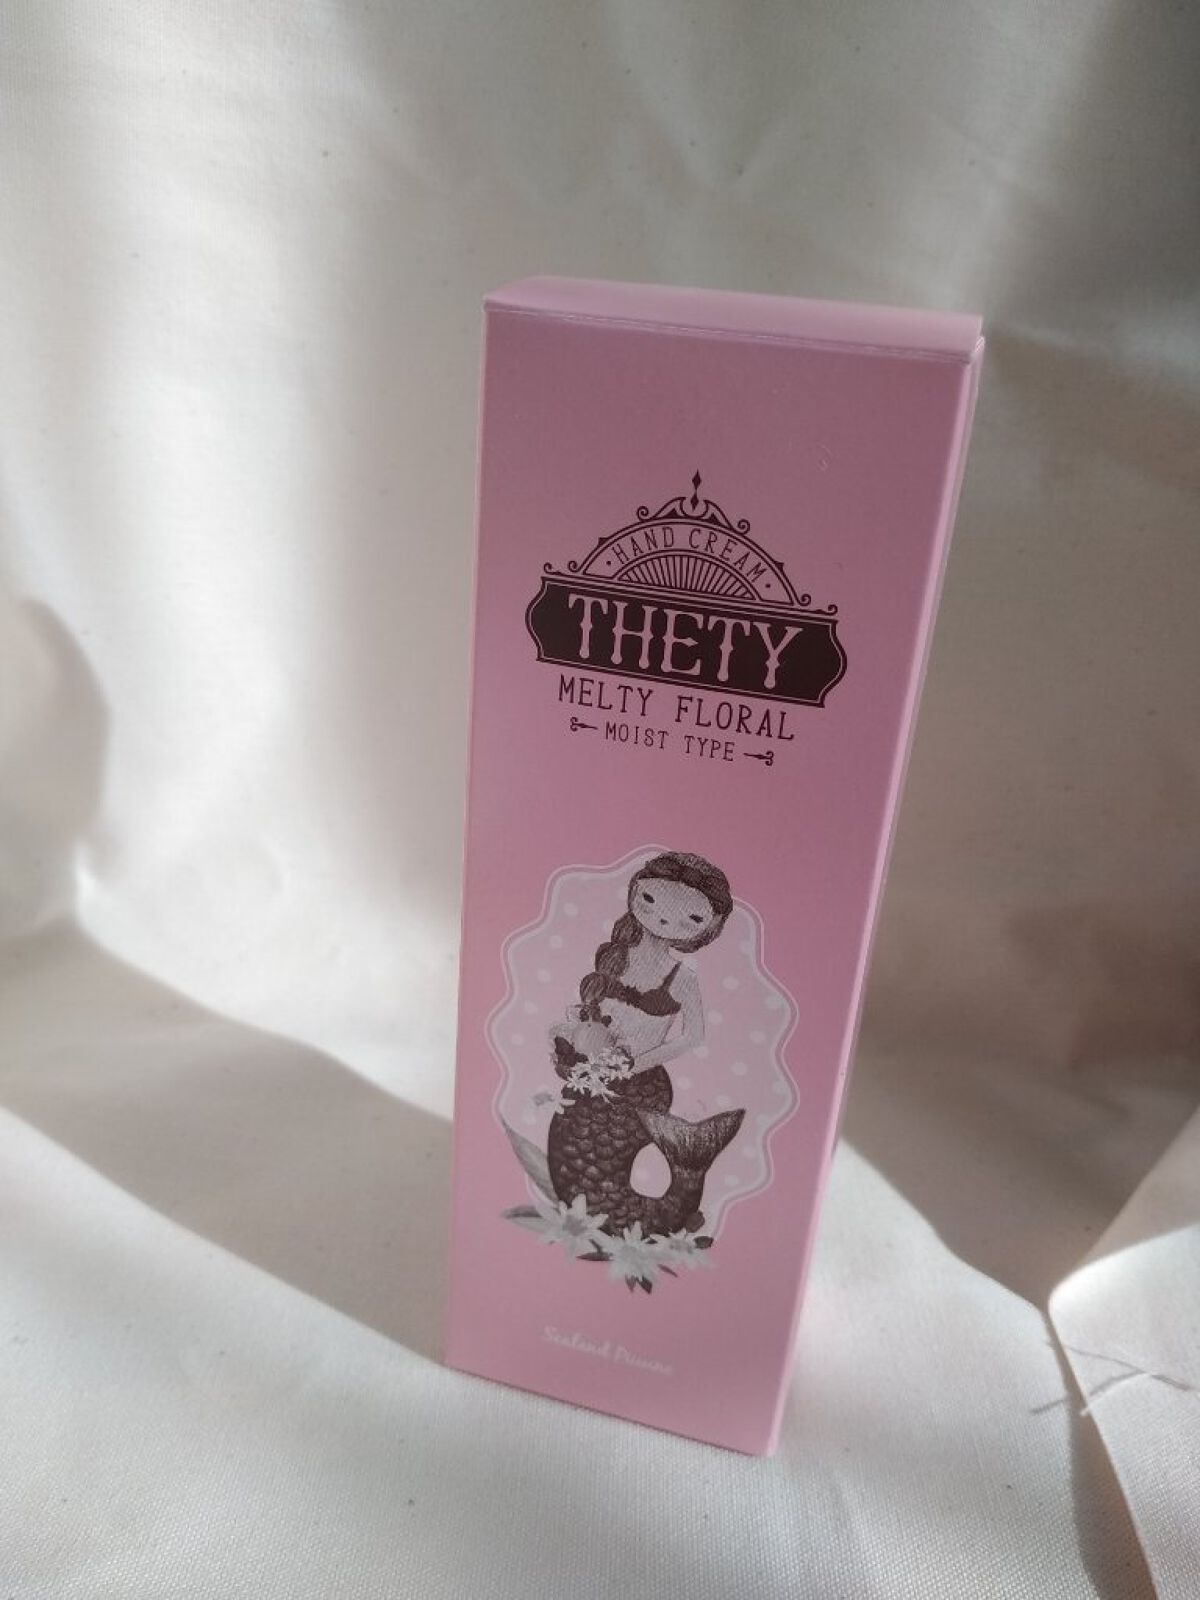 ·HAND CREAM·
THETY
MELTY FLORAL
MOIST TYPE